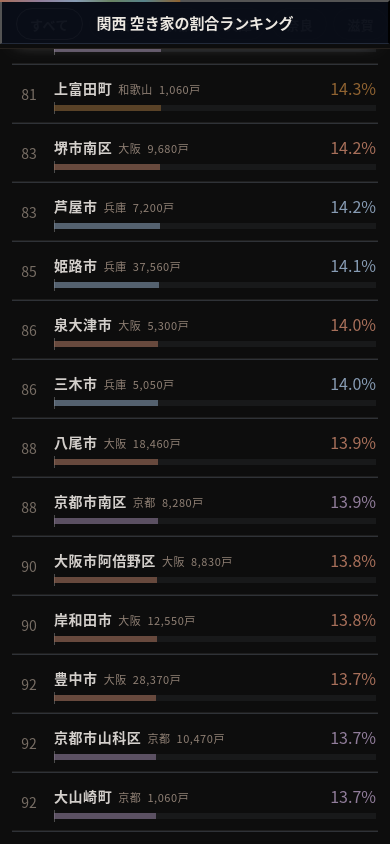 関西 空き家の割合ランキング
すべて
81 上富田町 和歌山 1,060戸 14.3%
83 堺市南区 大阪 9,680戸 14.2%
83 芦屋市 兵庫 7,200戸 14.2%
85 姫路市 兵庫 37,560戸 14.1%
86 泉大津市 大阪 5,300戸 14.0%
86 三木市 兵庫 5,050戸 14.0%
88 八尾市 大阪 18,460戸 13.9%
88 京都市南区 京都 8,280戸 13.9%
90 大阪市阿倍野区 大阪 8,830戸 13.8%
90 岸和田市 大阪 12,550戸 13.8%
92 豊中市 大阪 28,370戸 13.7%
92 京都市山科区 京都 10,470戸 13.7%
92 大山崎町 京都 1,060戸 13.7%